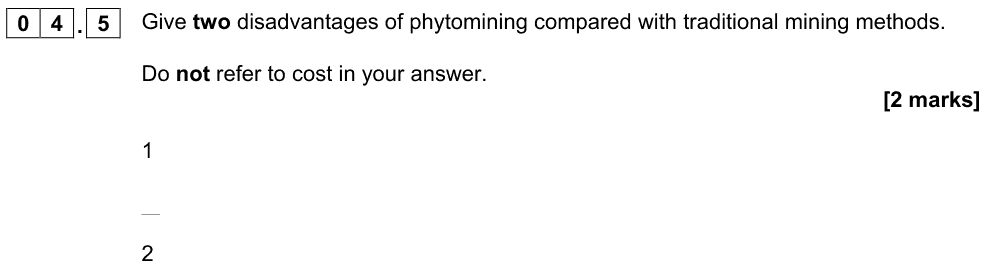 0 4 . 5 Give two disadvantages of phytomining compared with traditional mining methods.
Do not refer to cost in your answer.
[2 marks]
1
2